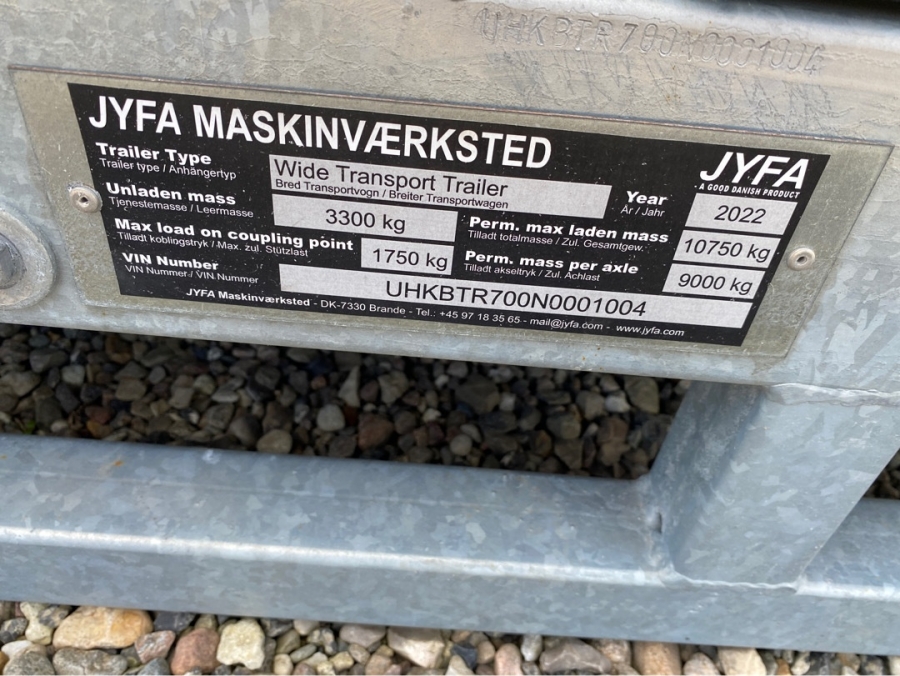 UHKBTR700N0001004
JYFA MASKINVÆRKSTED
JYFA
A GOOD DANISH PRODUCT
Trailer Type
Trailer type / Anhängertyp
Wide Transport Trailer
Bred Transportvogn / Breiter Transportwagen
Year
År / Jahr
2022
Unladen mass
Tjenestemasse / Leermasse
3300 kg
Perm. max laden mass
Tilladt totalmasse / Zul. Gesamtgew.
10750 kg
Max load on coupling point
Tilladt koblingstryk / Max. zul. Stützlast
1750 kg
Perm. mass per axle
Tilladt akseltryk / Zul. Achlast
9000 kg
VIN Number
VIN Nummer / VIN Nummer
UHKBTR700N0001004
JYFA Maskinværksted - DK-7330 Brande - Tel.: +45 97 18 35 65 - mail@jyfa.com - www.jyfa.com